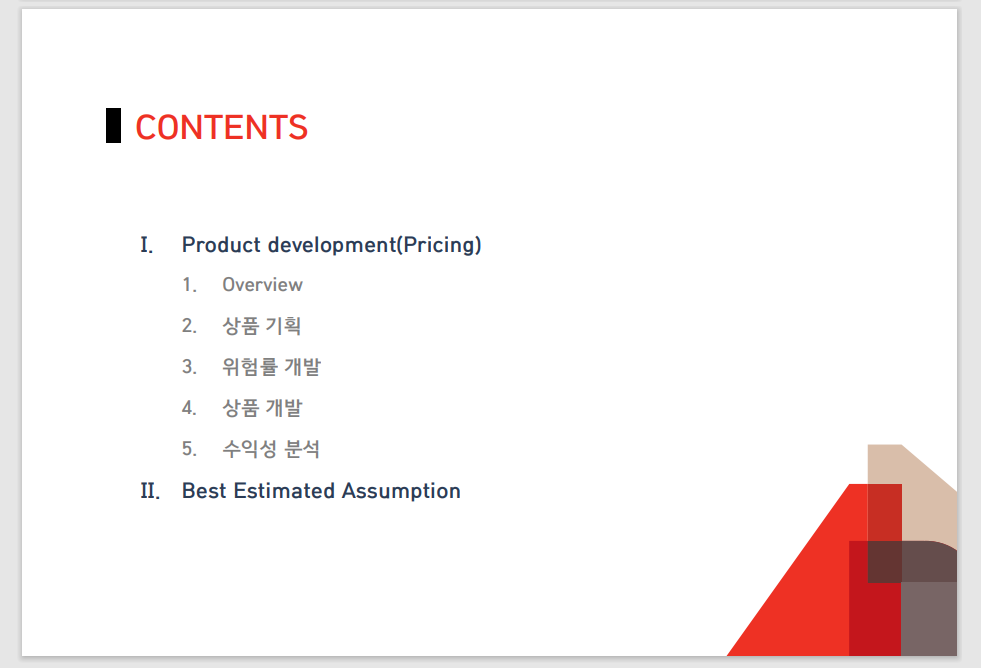 CONTENTS
I. Product development(Pricing)
1. Overview
2. 상품 기획
3. 위험률 개발
4. 상품 개발
5. 수익성 분석
II. Best Estimated Assumption